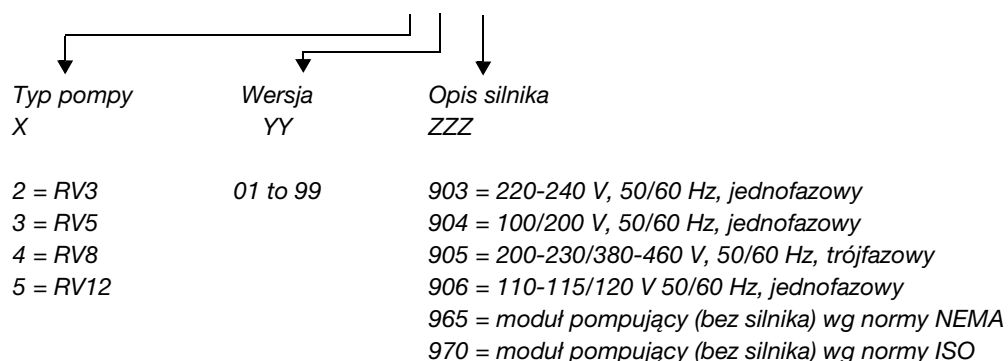 Typ pompy Wersja Opis silnika
X YY ZZZ
2 = RV3 01 to 99 903 = 220-240 V, 50/60 Hz, jednofazowy
3 = RV5 904 = 100/200 V, 50/60 Hz, jednofazowy
4 = RV8 905 = 200-230/380-460 V, 50/60 Hz, trójfazowy
5 = RV12 906 = 110-115/120 V 50/60 Hz, jednofazowy
965 = moduł pompujący (bez silnika) wg normy NEMA
970 = moduł pompujący (bez silnika) wg normy ISO